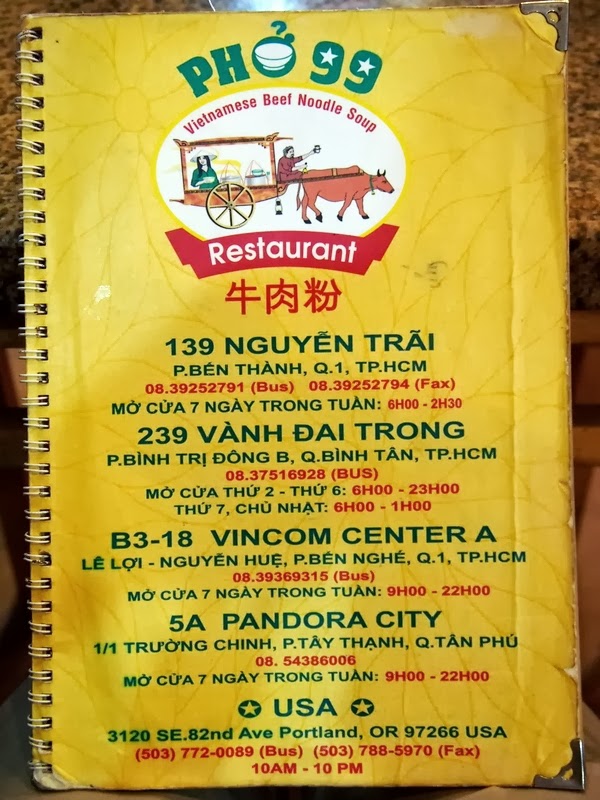 PHỞ 99
Vietnamese Beef Noodle Soup
Restaurant
牛肉粉
139 NGUYỄN TRÃI
P.BẾN THÀNH, Q.1, TP.HCM
08.39252791 (Bus) 08.39252794 (Fax)
MỞ CỬA 7 NGÀY TRONG TUẦN: 6H00 - 2H30
239 VÀNH ĐAI TRONG
P.BÌNH TRỊ ĐÔNG B, Q.BÌNH TÂN, TP.HCM
08.37516928 (BUS)
MỞ CỬA THỨ 2 - THỨ 6: 6H00 - 23H00
THỨ 7, CHỦ NHẬT: 6H00 - 1H00
B3-18 VINCOM CENTER A
LÊ LỢI - NGUYỄN HUỆ, P.BẾN NGHÉ, Q.1, TP.HCM
08.39369315 (Bus)
MỞ CỬA 7 NGÀY TRONG TUẦN: 9H00 - 22H00
5A PANDORA CITY
1/1 TRƯỜNG CHINH, P.TÂY THẠNH, Q.TÂN PHÚ
08. 54386006
MỞ CỬA 7 NGÀY TRONG TUẦN: 9H00 - 22H00
✪ USA ✪
3120 SE.82nd Ave Portland, OR 97266 USA
(503) 772-0089 (Bus) (503) 788-5970 (Fax)
10AM - 10 PM